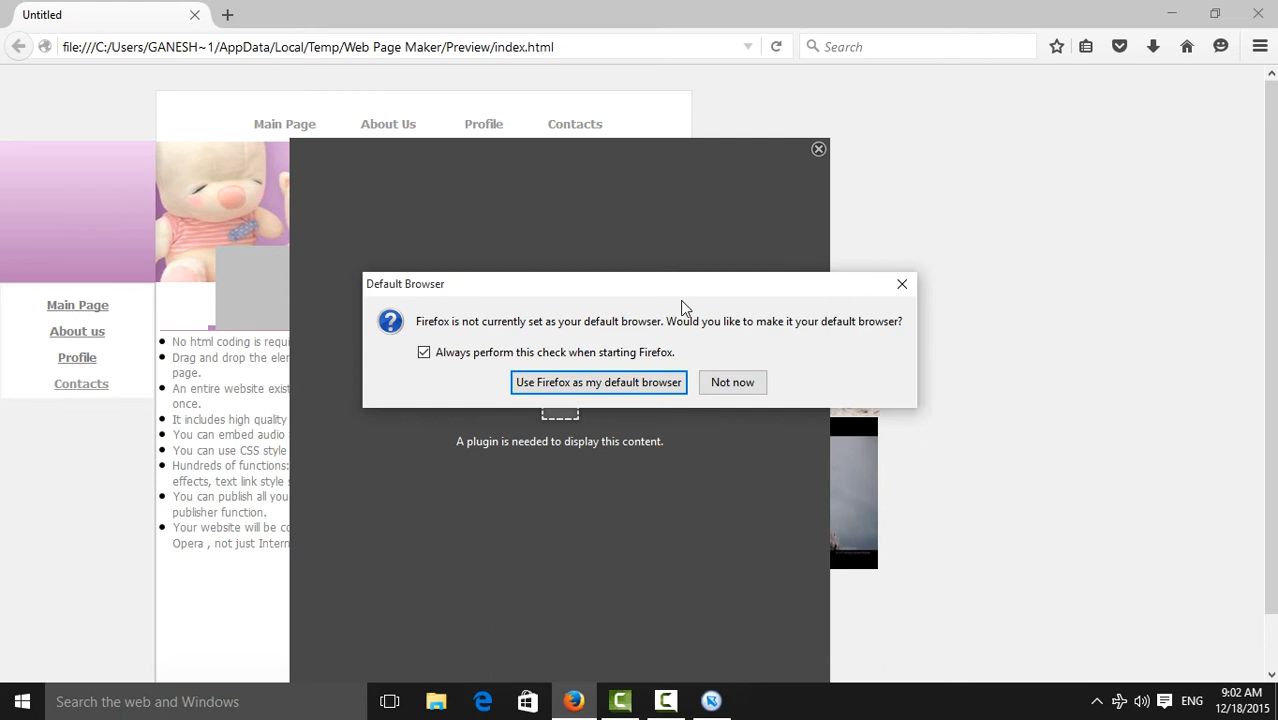 Untitled
file:///C:/Users/GANESH~1/AppData/Local/Temp/Web Page Maker/Preview/index.html
Search
Main Page
About Us
Profile
Contacts
Default Browser
Firefox is not currently set as your default browser. Would you like to make it your default browser?
Always perform this check when starting Firefox.
Use Firefox as my default browser
Not now
A plugin is needed to display this content.
Main Page
About us
Profile
Contacts
No html coding is requi
Drag and drop the ele
page.
An entire website exist
once.
It includes high quality
You can embed audio
You can use CSS style
Hundreds of functions:
effects, text link style
You can publish all you
publisher function.
Your website will be co
Opera , not just Intern
Search the web and Windows
ENG
9:02 AM
12/18/2015